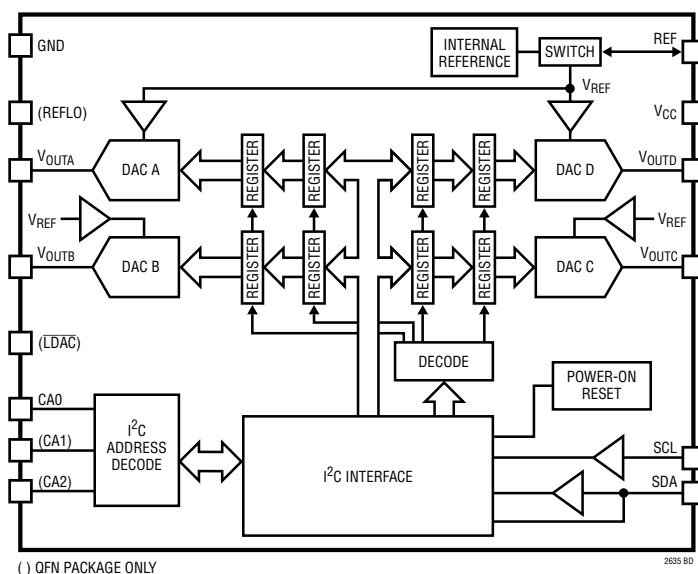 GND
INTERNAL
REFERENCE
SWITCH
REF
(REFLO)
VREF
VCC
VOUTA
DAC A
REGISTER
REGISTER
REGISTER
REGISTER
DAC D
VOUTD
VREF
VREF
VOUTB
DAC B
REGISTER
REGISTER
REGISTER
REGISTER
DAC C
VOUTC
(LDAC)
DECODE
POWER-ON
RESET
CA0
(CA1)
(CA2)
I2C
ADDRESS
DECODE
I2C INTERFACE
SCL
SDA
( ) QFN PACKAGE ONLY
2635 BD